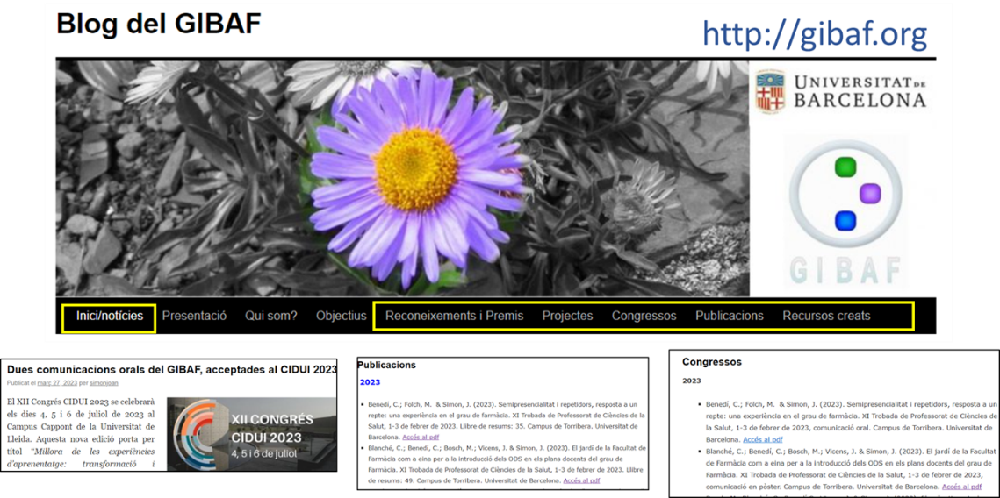 Blog del GIBAF
http://gibaf.org
UNIVERSITAT DE
BARCELONA
GIBAF
Inici/notícies Presentació Qui som? Objectius Reconeixements i Premis Projectes Congressos Publicacions Recursos creats
Dues comunicacions orals del GIBAF, acceptades al CIDUI 2023
Publicat el març 27, 2023 per simonjoan
El XII Congrés CIDUI 2023 se celebrarà
els dies 4, 5 i 6 de juliol de 2023 al
Campus Cappont de la Universitat de
Lleida. Aquesta nova edició porta per
títol “Millora de les experiències
d'aprenentatge: transformació i
XII CONGRÉS
CIDUI 2023
4, 5 i 6 de juliol
Publicacions
2023
Benedí, C.; Folch, M. & Simon, J. (2023). Semipresencialitat i repetidors, resposta a un
repte: una experiència en el grau de farmàcia. XI Trobada de Professorat de Ciències de la
Salut, 1-3 de febrer de 2023. Llibre de resums: 35. Campus de Torribera. Universitat de
Barcelona. Accés al pdf
Blanché, C.; Benedí, C.; Bosch, M.; Vicens, J. & Simon, J. (2023). El jardí de la Facultat de
Farmàcia com a eina per a la introducció dels ODS en els plans docents del grau de
Farmàcia. XI Trobada de Professorat de Ciències de la Salut, 1-3 de febrer de 2023. Llibre
de resums: 49. Campus de Torribera. Universitat de Barcelona. Accés al pdf
Congressos
2023
Benedí, C.; Folch, M. & Simon, J. (2023). Semipresencialitat i repetidors, resposta a un
repte: una experiència en el grau de farmàcia. XI Trobada de Professorat de Ciències de
la Salut, 1-3 de febrer de 2023, comunicació oral. Campus de Torribera. Universitat de
Barcelona. Accés al pdf
Blanché, C.; Benedí, C.; Bosch, M.; Vicens, J. & Simon, J. (2023). El jardí de la Facultat
de Farmàcia com a eina per a la introducció dels ODS en els plans docents del grau de
Farmàcia. XI Trobada de Professorat de Ciències de la Salut, 1-3 de febrer de 2023,
comunicació en pòster. Campus de Torribera. Universitat de Barcelona. Accés al pdf